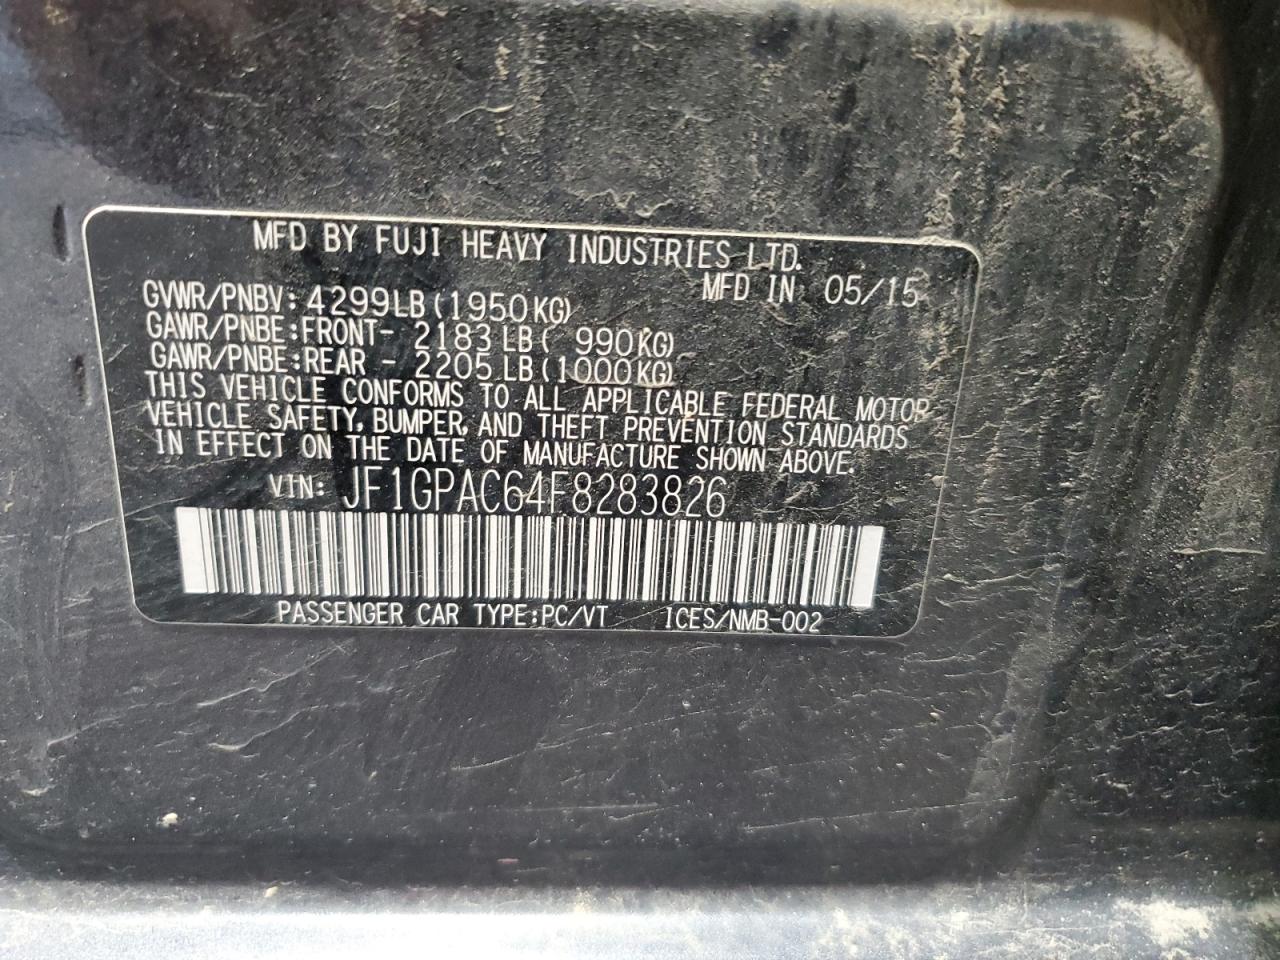 MFD BY FUJI HEAVY INDUSTRIES LTD.
MFD IN 05/15
GVWR/PNBV: 4299LB (1950KG)
GAWR/PNBE: FRONT- 2183 LB ( 990KG)
GAWR/PNBE: REAR - 2205 LB (1000KG)
THIS VEHICLE CONFORMS TO ALL APPLICABLE FEDERAL MOTOR
VEHICLE SAFETY, BUMPER, AND THEFT PREVENTION STANDARDS
IN EFFECT ON THE DATE OF MANUFACTURE SHOWN ABOVE.
VIN: JF1GPAC64F8283826
PASSENGER CAR TYPE:PC/VT ICES/NMB-002